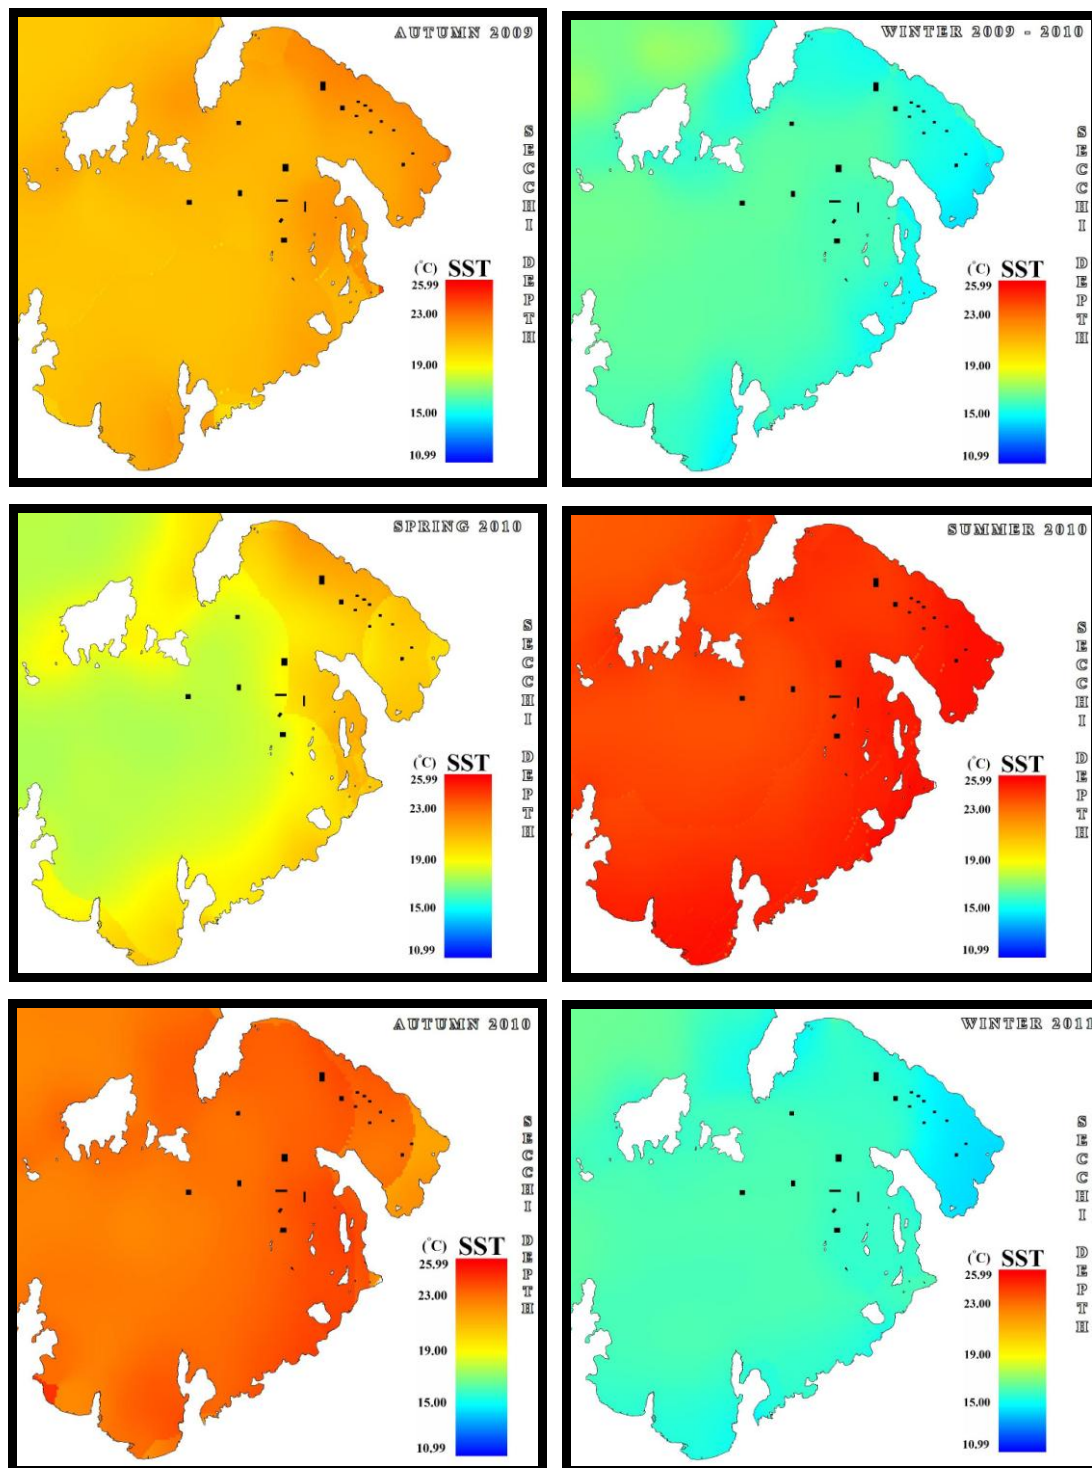 AUTUMN 2009
SECCHI DEPTH
(°C) SST
25.99
23.00
19.00
15.00
10.99
WINTER 2009 - 2010
SECCHI DEPTH
(°C) SST
25.99
23.00
19.00
15.00
10.99
SPRING 2010
SECCHI DEPTH
(°C) SST
25.99
23.00
19.00
15.00
10.99
SUMMER 2010
SECCHI DEPTH
(°C) SST
25.99
23.00
19.00
15.00
10.99
AUTUMN 2010
SECCHI DEPTH
(°C) SST
25.99
23.00
19.00
15.00
10.99
WINTER 2011
SECCHI DEPTH
(°C) SST
25.99
23.00
19.00
15.00
10.99